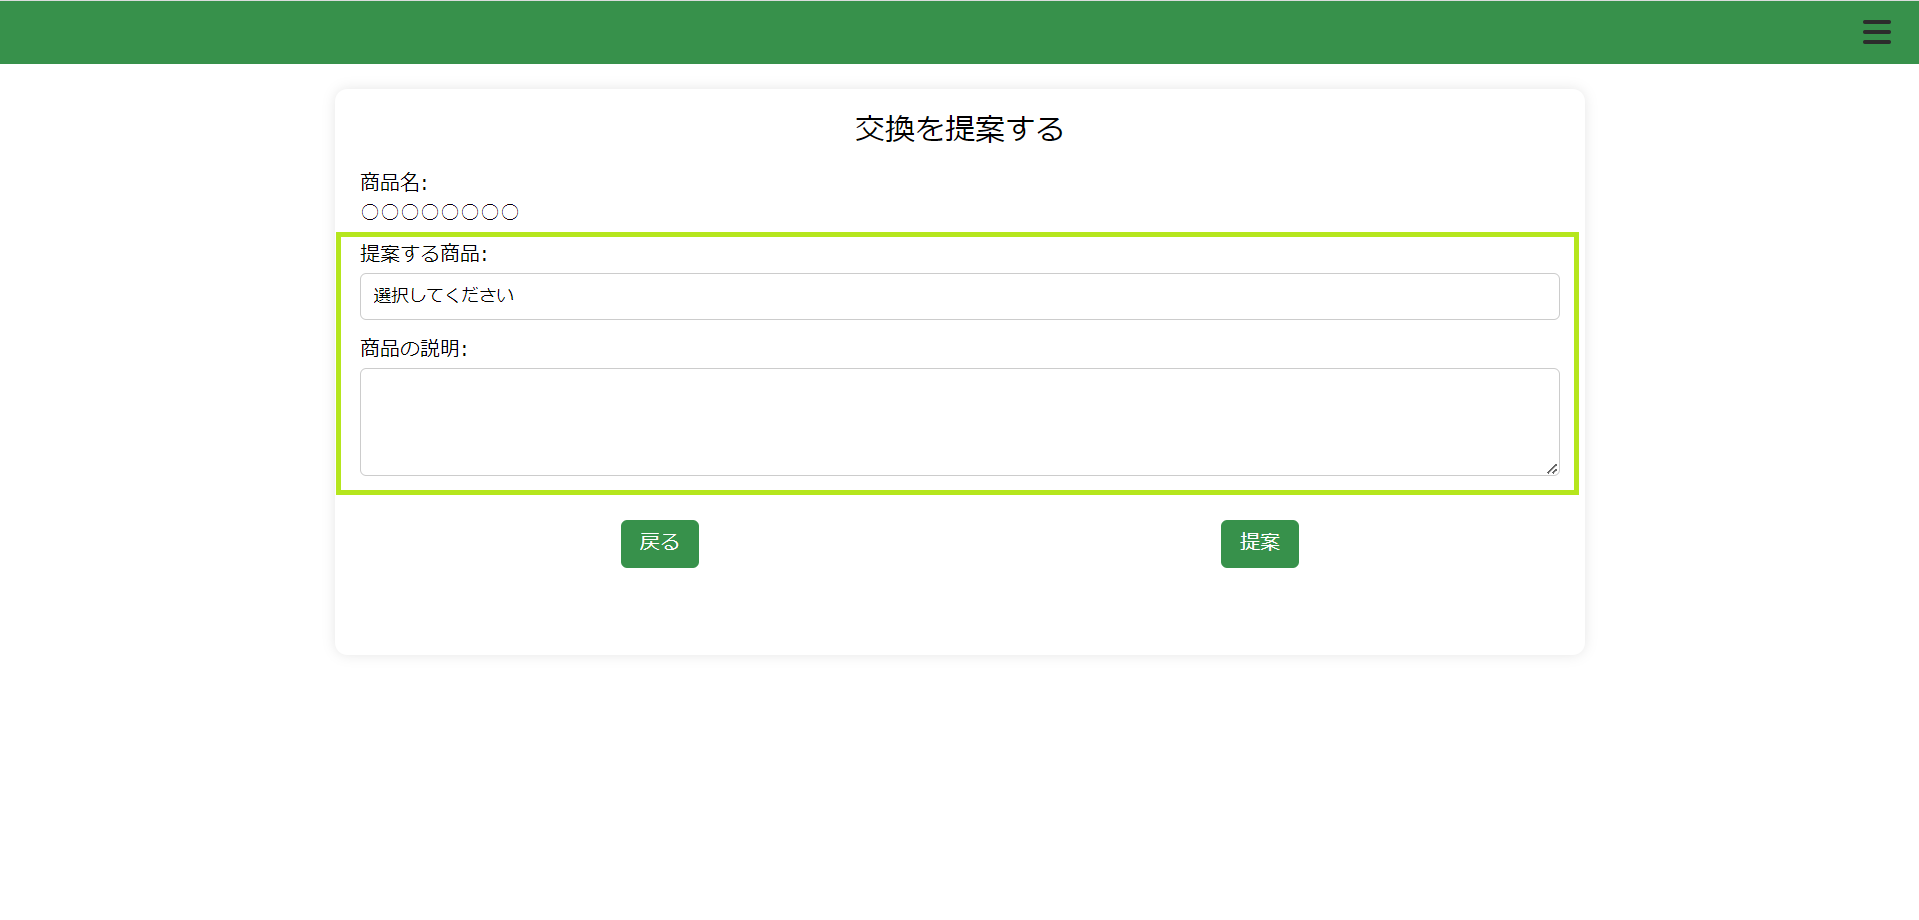 交換を提案する
商品名:
〇〇〇〇〇〇〇〇
提案する商品:
選択してください
商品の説明:
戻る
提案